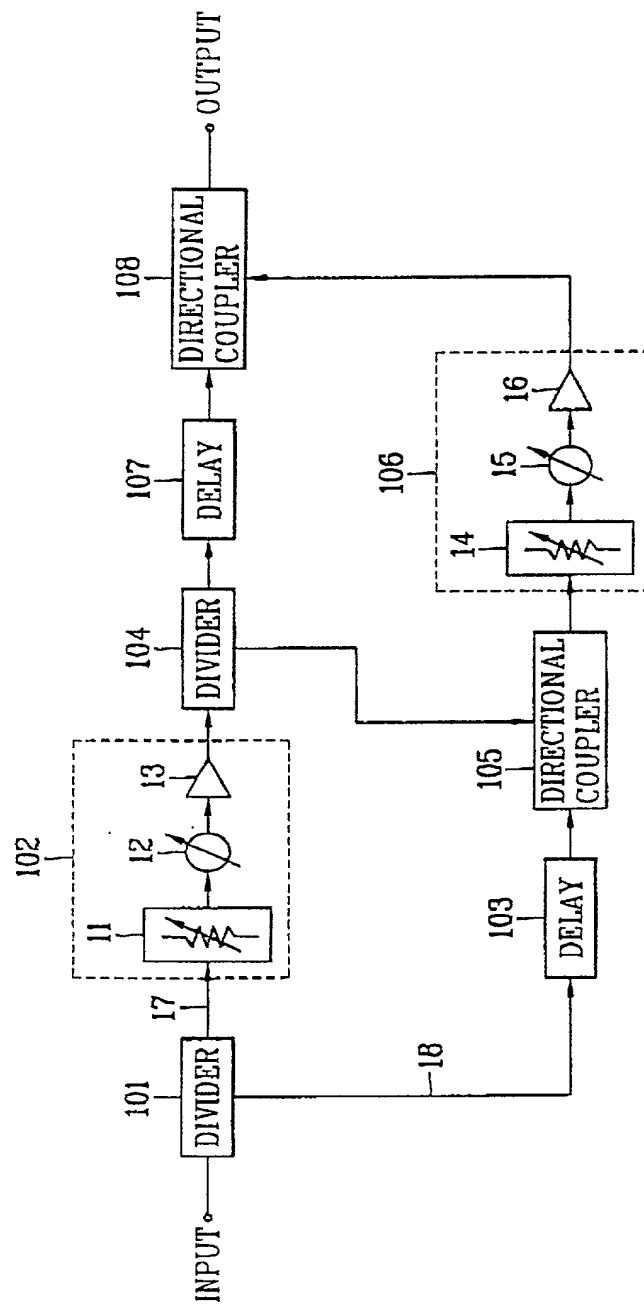 INPUT
101
DIVIDER
17
18
102
11
12
13
104
DIVIDER
107
DELAY
108
DIRECTIONAL
COUPLER
OUTPUT
103
DELAY
105
DIRECTIONAL
COUPLER
106
14
15
16